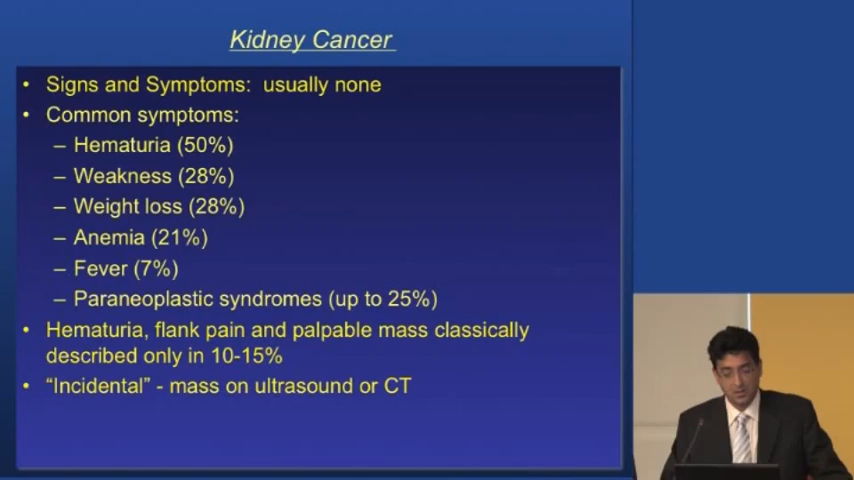 Kidney Cancer
• Signs and Symptoms: usually none
• Common symptoms:
– Hematuria (50%)
– Weakness (28%)
– Weight loss (28%)
– Anemia (21%)
– Fever (7%)
– Paraneoplastic syndromes (up to 25%)
• Hematuria, flank pain and palpable mass classically
described only in 10-15%
• “Incidental” - mass on ultrasound or CT